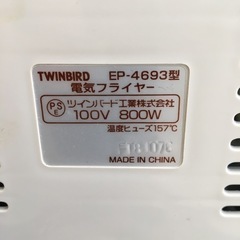 TWINBIRD EP-4693型
電気フライヤー
PSE ツインバード工業株式会社
100V 800W
温度ヒューズ157℃
MADE IN CHINA